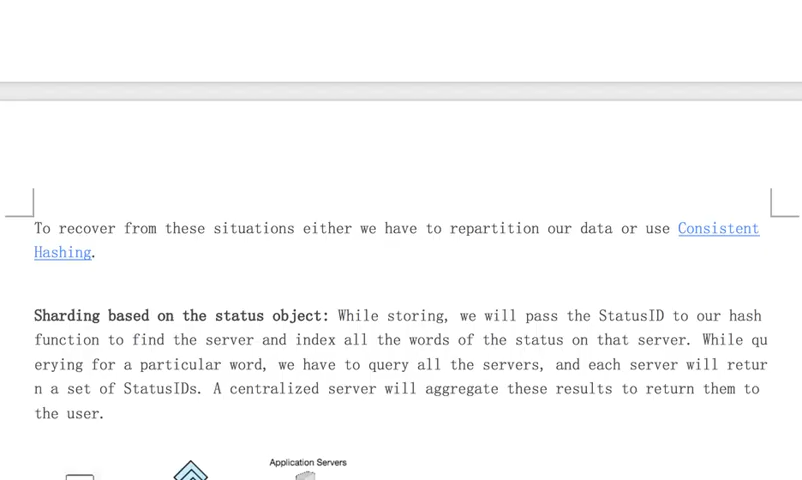 To recover from these situations either we have to repartition our data or use Consistent
Hashing.
Sharding based on the status object: While storing, we will pass the StatusID to our hash
function to find the server and index all the words of the status on that server. While qu
erying for a particular word, we have to query all the servers, and each server will retur
n a set of StatusIDs. A centralized server will aggregate these results to return them to
the user.
Application Servers